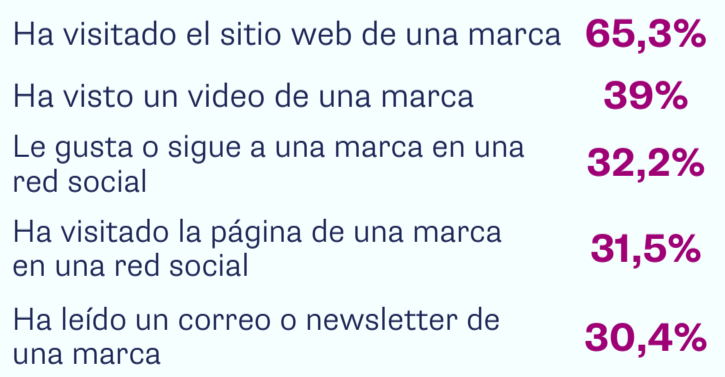 Ha visitado el sitio web de una marca 65,3%
Ha visto un video de una marca 39%
Le gusta o sigue a una marca en una
red social 32,2%
Ha visitado la página de una marca
en una red social 31,5%
Ha leído un correo o newsletter de
una marca 30,4%